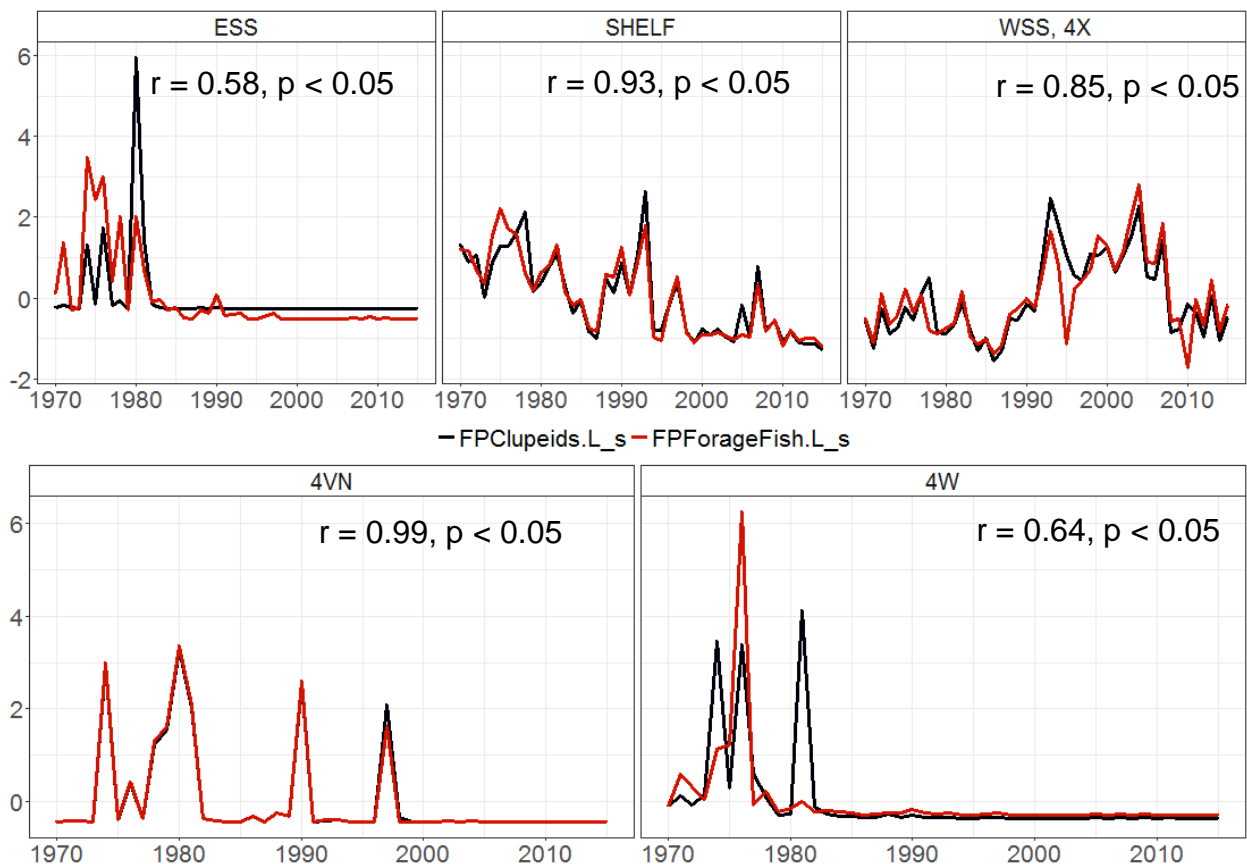 ESS SHELF WSS, 4X
r = 0.58, p < 0.05 r = 0.93, p < 0.05 r = 0.85, p < 0.05
6
4
2
0
-2
1970 1980 1990 2000 2010 1970 1980 1990 2000 2010 1970 1980 1990 2000 2010
FPClupeids.L_s FPForageFish.L_s
4VN 4W
r = 0.99, p < 0.05 r = 0.64, p < 0.05
6
4
2
0
1970 1980 1990 2000 2010 1970 1980 1990 2000 2010